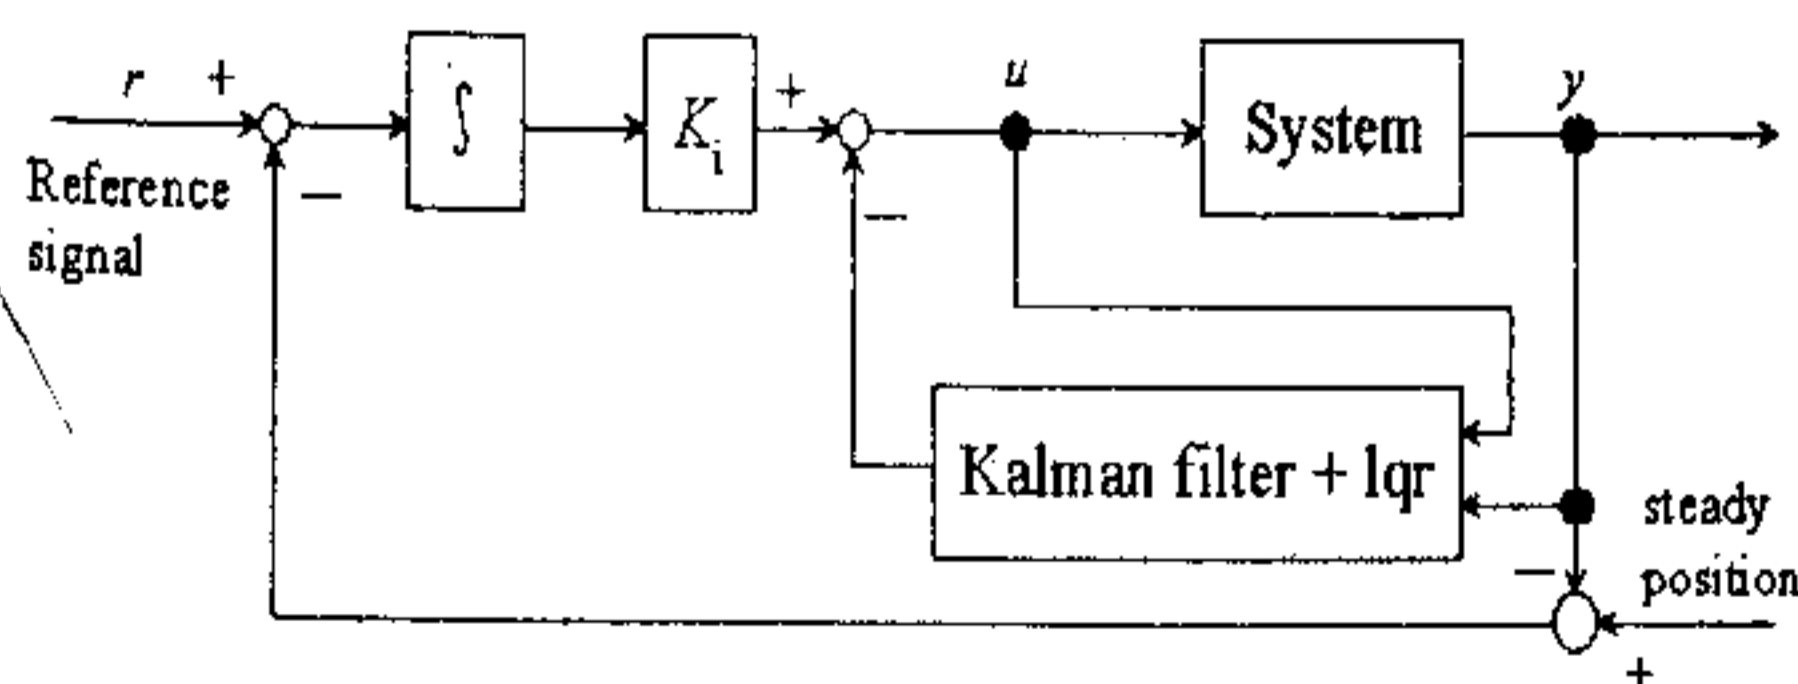 r +
∫
K_i
+
u
System
y
Reference
signal
−
−
Kalman filter + lqr
steady
position
−
+